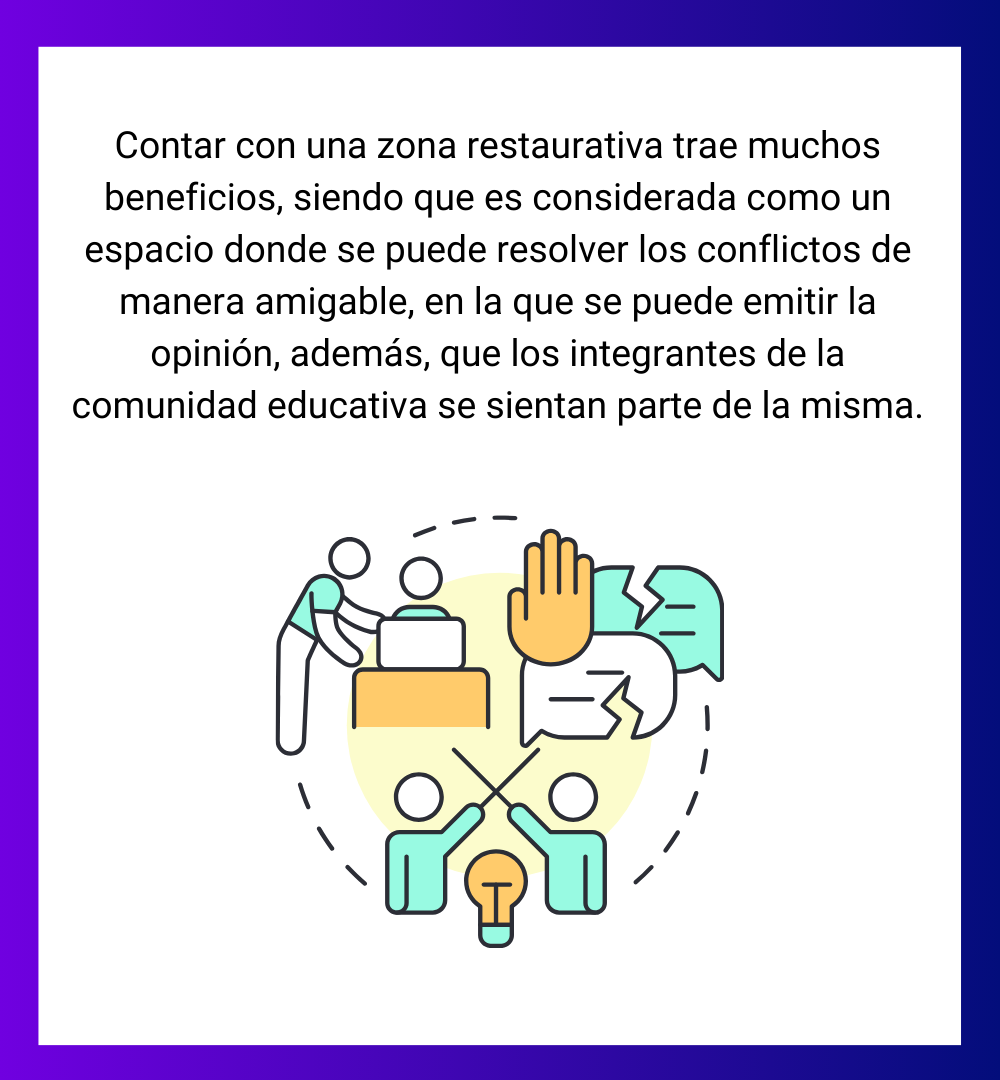 Contar con una zona restaurativa trae muchos
beneficios, siendo que es considerada como un
espacio donde se puede resolver los conflictos de
manera amigable, en la que se puede emitir la
opinión, además, que los integrantes de la
comunidad educativa se sientan parte de la misma.